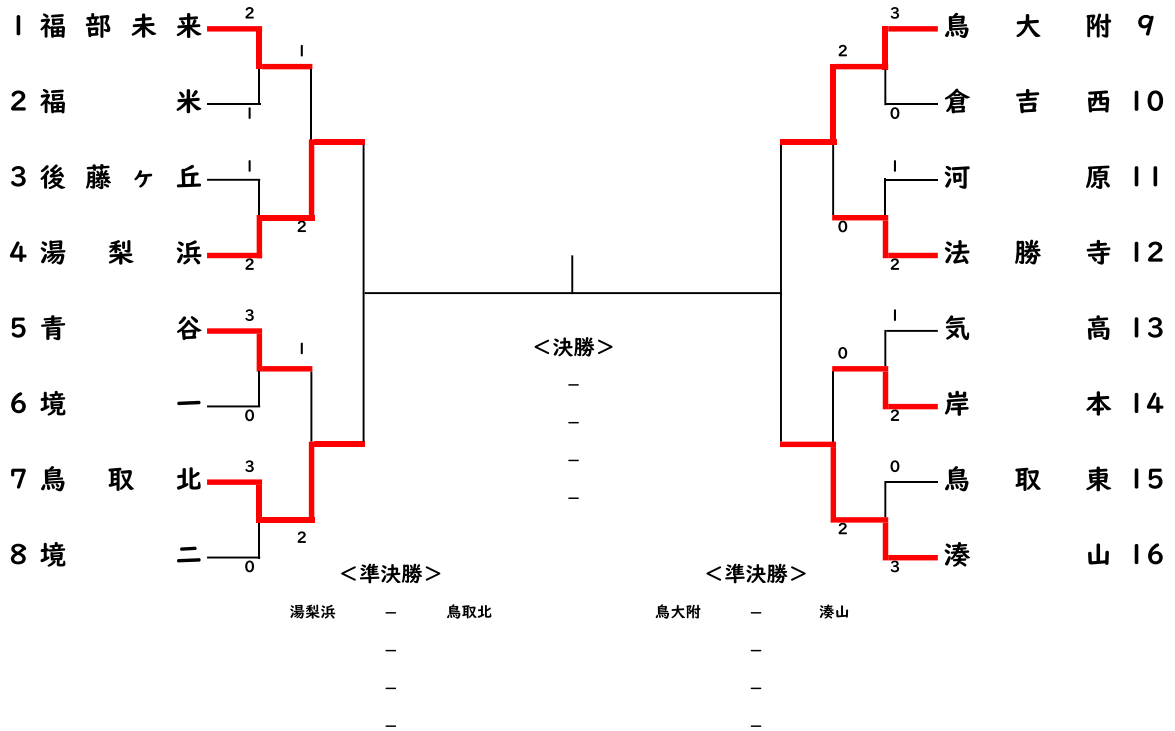 1 福部未来 2
1
2 福米 1
3 後藤ヶ丘 1
2
4 湯梨浜 2
5 青谷 3
1
6 境一 0
7 鳥取北 3
2
8 境二 0
3 鳥大附 9
2
0 倉吉西 10
1 河原 11
0
2 法勝寺 12
1 気高 13
0
2 岸本 14
0 鳥取東 15
2
3 湊山 16
＜決勝＞
－
－
－
－
＜準決勝＞ ＜準決勝＞
湯梨浜 － 鳥取北 鳥大附 － 湊山
－ －
－ －
－ －